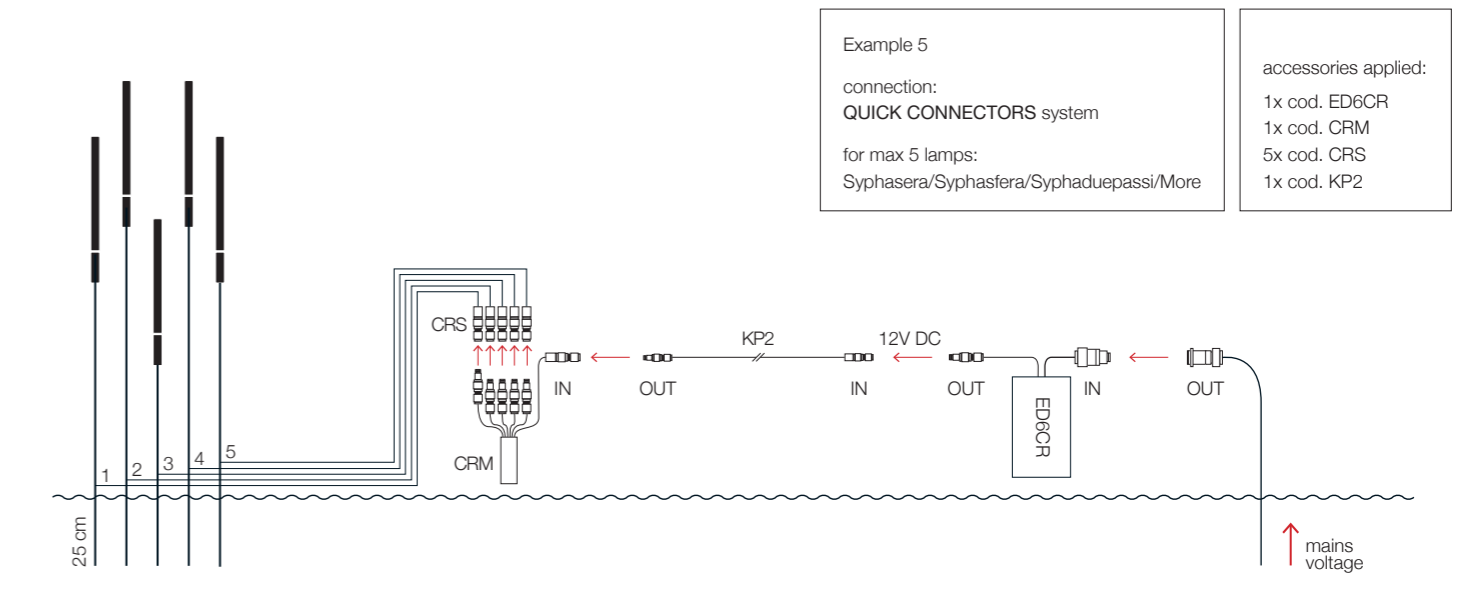 Example 5
connection:
QUICK CONNECTORS system
for max 5 lamps:
Syphasera/Syphasfera/Syphaduepassi/More
accessories applied:
1x cod. ED6CR
1x cod. CRM
5x cod. CRS
1x cod. KP2
CRS
KP2
12V DC
IN
OUT
IN
OUT
IN
OUT
ED6CR
CRM
1
2
3
4
5
25 cm
mains
voltage